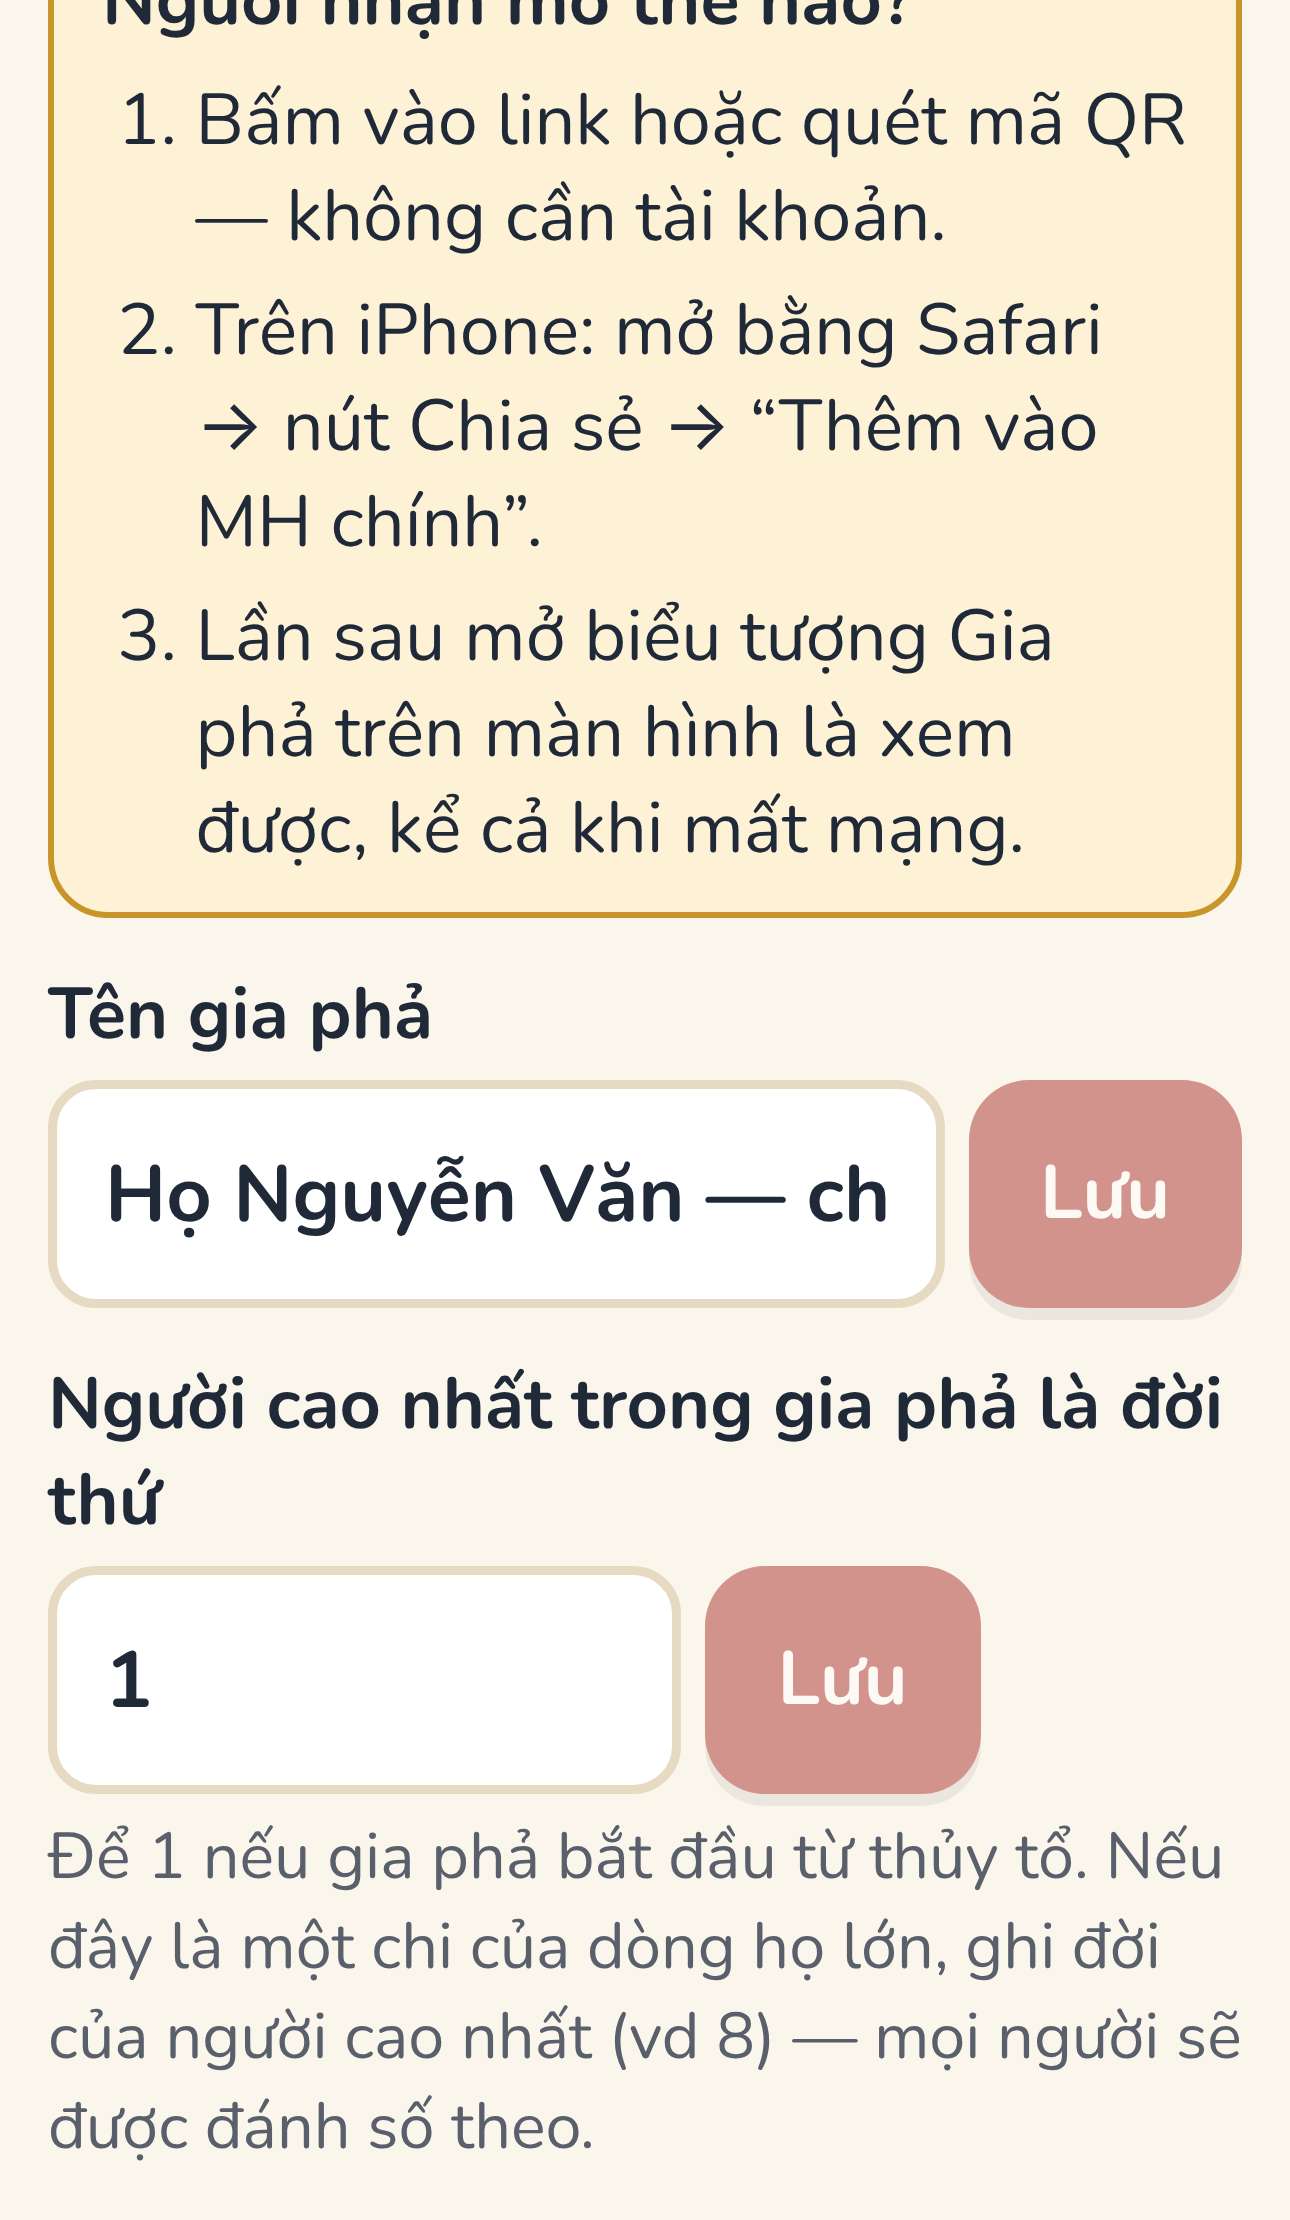 Người nhận mở thế nào?
1. Bấm vào link hoặc quét mã QR
— không cần tài khoản.
2. Trên iPhone: mở bằng Safari
→ nút Chia sẻ → “Thêm vào
MH chính”.
3. Lần sau mở biểu tượng Gia
phả trên màn hình là xem
được, kể cả khi mất mạng.
Tên gia phả
Họ Nguyễn Văn — ch
Lưu
Người cao nhất trong gia phả là đời
thứ
1
Lưu
Để 1 nếu gia phả bắt đầu từ thủy tổ. Nếu
đây là một chi của dòng họ lớn, ghi đời
của người cao nhất (vd 8) — mọi người sẽ
được đánh số theo.